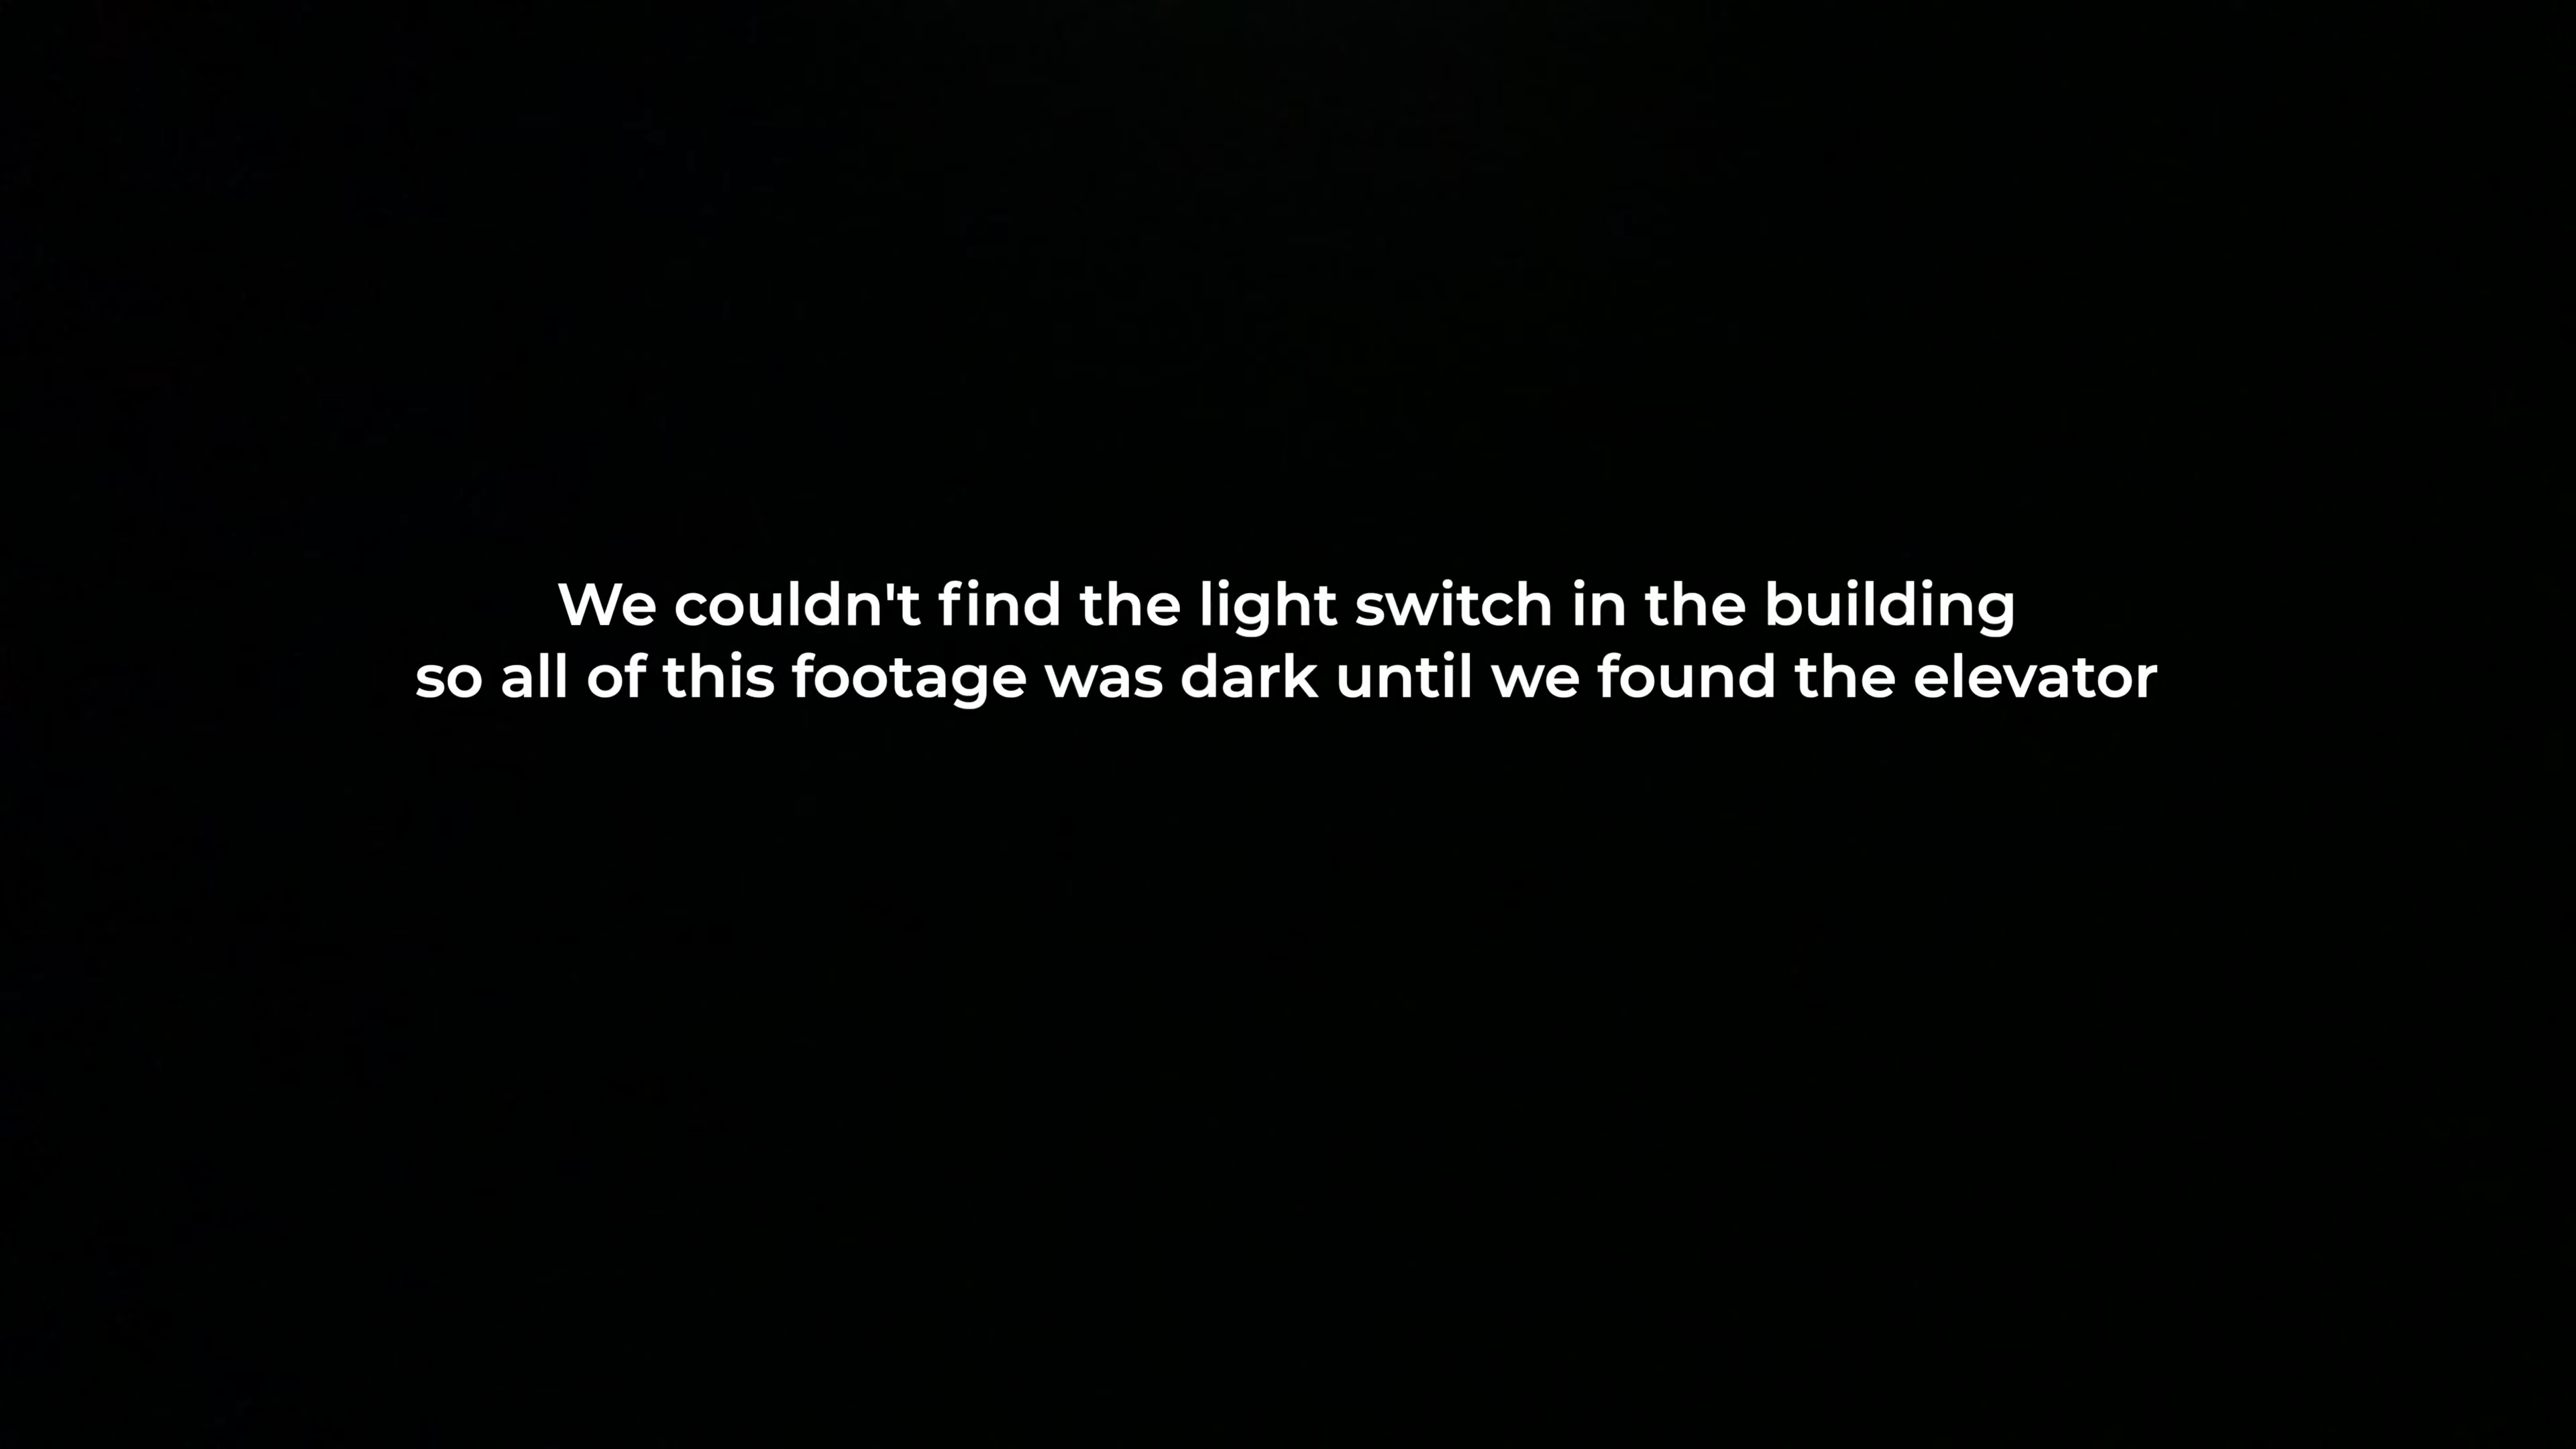 We couldn't find the light switch in the building
so all of this footage was dark until we found the elevator